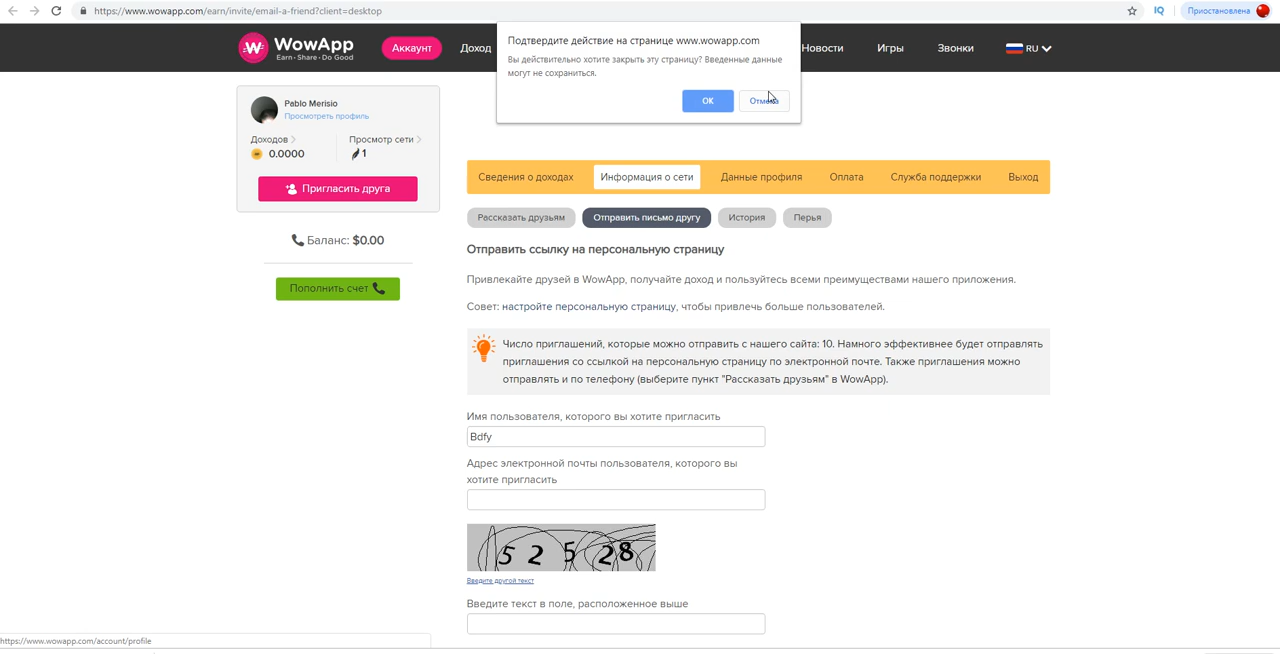 https://www.wowapp.com/earn/invite/email-a-friend?client=desktop
IQ
Приостановлена
WowApp
Earn · Share · Do Good
Аккаунт
Доход
Новости
Игры
Звонки
RU
Подтвердите действие на странице www.wowapp.com
Вы действительно хотите закрыть эту страницу? Введенные данные
могут не сохраниться.
OK
Отмена
Pablo Merisio
Просмотреть профиль
Доходов
Просмотр сети
0.0000
1
Пригласить друга
Баланс: $0.00
Пополнить счет
Сведения о доходах
Информация о сети
Данные профиля
Оплата
Служба поддержки
Выход
Рассказать друзьям
Отправить письмо другу
История
Перья
Отправить ссылку на персональную страницу
Привлекайте друзей в WowApp, получайте доход и пользуйтесь всеми преимуществами нашего приложения.
Совет: настройте персональную страницу, чтобы привлечь больше пользователей.
Число приглашений, которые можно отправить с нашего сайта: 10. Намного эффективнее будет отправлять
приглашения со ссылкой на персональную страницу по электронной почте. Также приглашения можно
отправлять и по телефону (выберите пункт "Рассказать друзьям" в WowApp).
Имя пользователя, которого вы хотите пригласить
Bdfy
Адрес электронной почты пользователя, которого вы
хотите пригласить
5 2 5 28
Введите другой текст
Введите текст в поле, расположенное выше
https://www.wowapp.com/account/profile